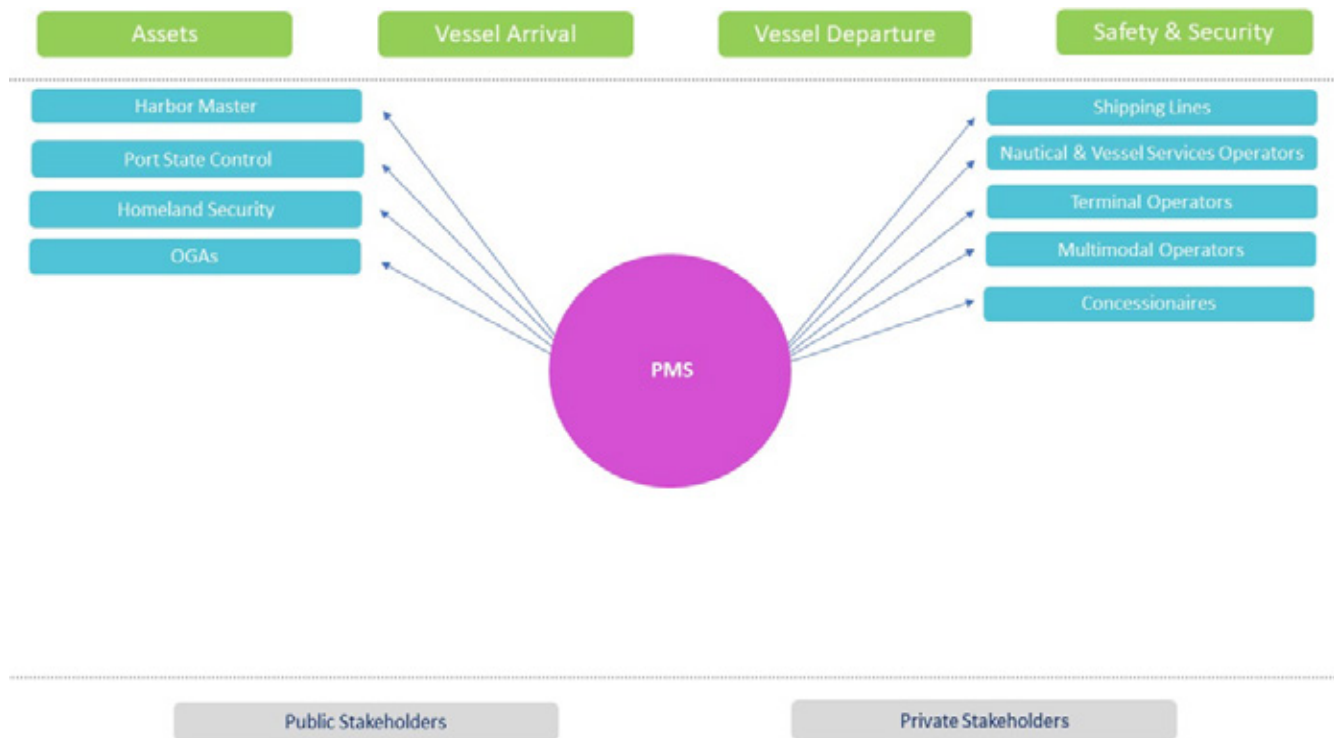 Assets
Vessel Arrival
Vessel Departure
Safety & Security
Harbor Master
Port State Control
Homeland Security
OGAs
PMS
Shipping Lines
Nautical & Vessel Services Operators
Terminal Operators
Multimodal Operators
Concessionaires
Public Stakeholders
Private Stakeholders